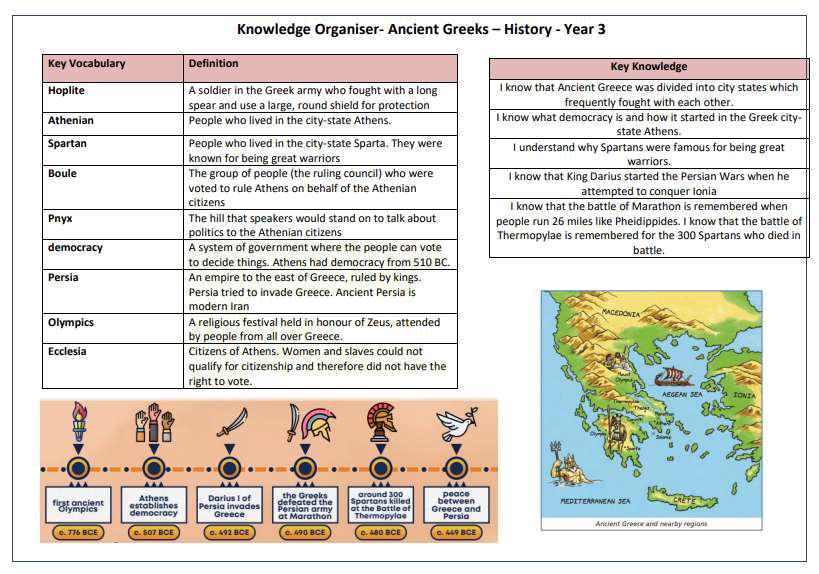 Knowledge Organiser- Ancient Greeks – History - Year 3
Key Vocabulary
Definition
Hoplite
A soldier in the Greek army who fought with a long
spear and use a large, round shield for protection
Athenian
People who lived in the city-state Athens.
Spartan
People who lived in the city-state Sparta. They were
known for being great warriors
Boule
The group of people (the ruling council) who were
voted to rule Athens on behalf of the Athenian
citizens
Pnyx
The hill that speakers would stand on to talk about
politics to the Athenian citizens
democracy
A system of government where the people can vote
to decide things. Athens had democracy from 510 BC.
Persia
An empire to the east of Greece, ruled by kings.
Persia tried to invade Greece. Ancient Persia is
modern Iran
Olympics
A religious festival held in honour of Zeus, attended
by people from all over Greece.
Ecclesia
Citizens of Athens. Women and slaves could not
qualify for citizenship and therefore did not have the
right to vote.
Key Knowledge
I know that Ancient Greece was divided into city states which
frequently fought with each other.
I know what democracy is and how it started in the Greek city-
state Athens.
I understand why Spartans were famous for being great
warriors.
I know that King Darius started the Persian Wars when he
attempted to conquer Ionia
I know that the battle of Marathon is remembered when
people run 26 miles like Pheidippides. I know that the battle of
Thermopylae is remembered for the 300 Spartans who died in
battle.
first ancient
Olympics
c. 776 BCE
Athens
establishes
democracy
c. 507 BCE
Darius I of
Persia invades
Greece
c. 492 BCE
the Greeks
defeated the
Persian army
at Marathon
c. 490 BCE
around 300
Spartans killed
at the Battle of
Thermopylae
c. 480 BCE
peace
between
Greece and
Persia
c. 449 BCE
MACEDONIA
Mount
AEGEAN SEA
IONIA
MEDITERRANEAN SEA
CRETE
Ancient Greece and nearby regions